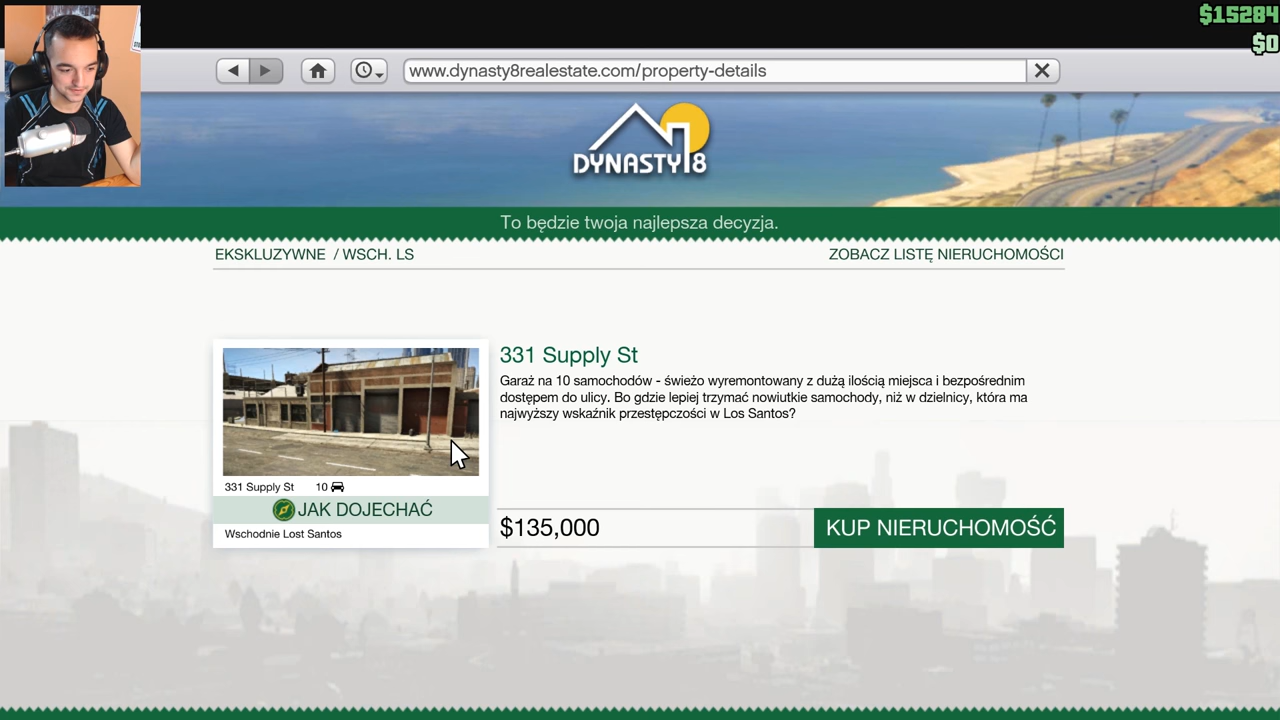 $15284
$0
www.dynasty8realestate.com/property-details
DYNASTY 8
To będzie twoja najlepsza decyzja.
EKSKLUZYWNE / WSCH. LS
ZOBACZ LISTĘ NIERUCHOMOŚCI
331 Supply St
Garaż na 10 samochodów - świeżo wyremontowany z dużą ilością miejsca i bezpośrednim
dostępem do ulicy. Bo gdzie lepiej trzymać nowiutkie samochody, niż w dzielnicy, która ma
najwyższy wskaźnik przestępczości w Los Santos?
331 Supply St 10
JAK DOJECHAĆ
Wschodnie Lost Santos
$135,000
KUP NIERUCHOMOŚĆ